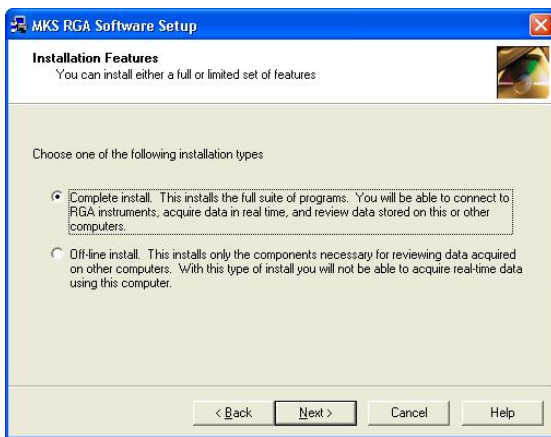 MKS RGA Software Setup
Installation Features
You can install either a full or limited set of features
Choose one of the following installation types
Complete install. This installs the full suite of programs. You will be able to connect to
RGA instruments, acquire data in real time, and review data stored on this or other
computers.
Off-line install. This installs only the components necessary for reviewing data acquired
on other computers. With this type of install you will not be able to acquire real-time data
using this computer.
< Back Next > Cancel Help